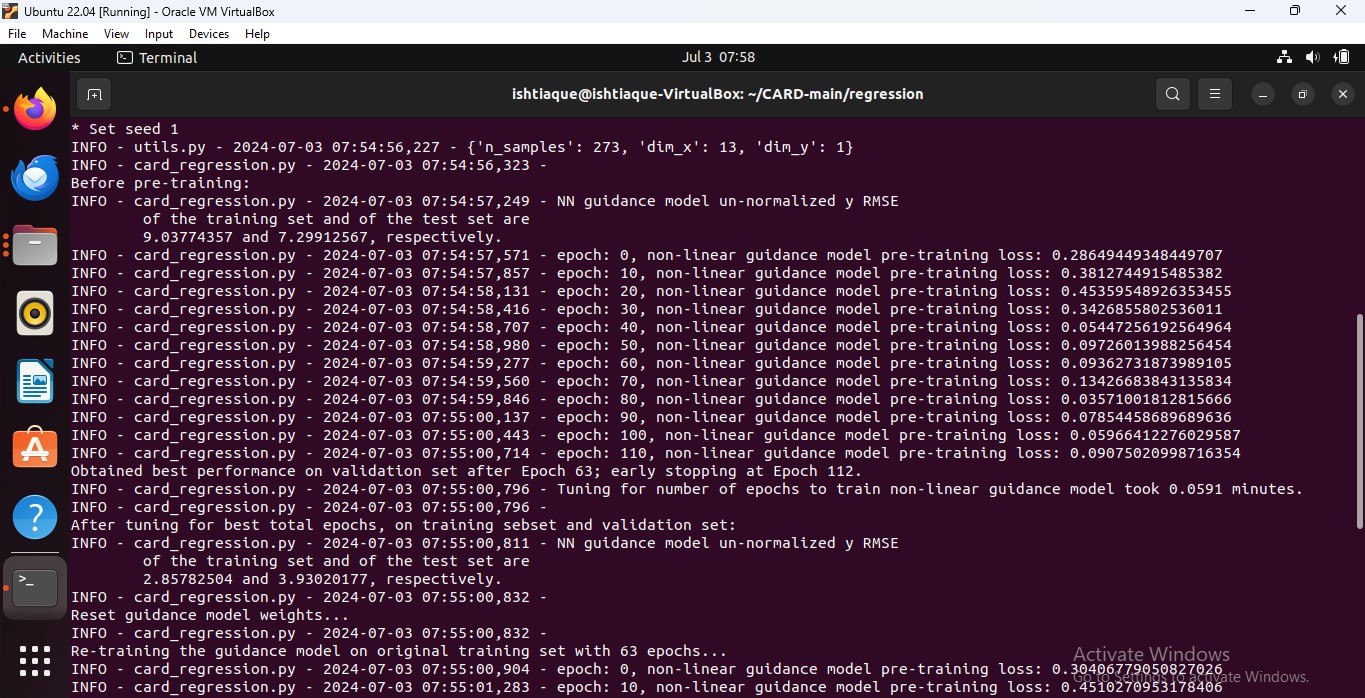 Ubuntu 22.04 [Running] - Oracle VM VirtualBox
File Machine View Input Devices Help
Activities Terminal Jul 3 07:58
ishtiaque@ishtiaque-VirtualBox: ~/CARD-main/regression
* Set seed 1
INFO - utils.py - 2024-07-03 07:54:56,227 - {'n_samples': 273, 'dim_x': 13, 'dim_y': 1}
INFO - card_regression.py - 2024-07-03 07:54:56,323 -
Before pre-training:
INFO - card_regression.py - 2024-07-03 07:54:57,249 - NN guidance model un-normalized y RMSE
of the training set and of the test set are
9.03774357 and 7.29912567, respectively.
INFO - card_regression.py - 2024-07-03 07:54:57,571 - epoch: 0, non-linear guidance model pre-training loss: 0.28649449348449707
INFO - card_regression.py - 2024-07-03 07:54:57,857 - epoch: 10, non-linear guidance model pre-training loss: 0.3812744915485382
INFO - card_regression.py - 2024-07-03 07:54:58,131 - epoch: 20, non-linear guidance model pre-training loss: 0.45359548926353455
INFO - card_regression.py - 2024-07-03 07:54:58,416 - epoch: 30, non-linear guidance model pre-training loss: 0.3426855802536011
INFO - card_regression.py - 2024-07-03 07:54:58,707 - epoch: 40, non-linear guidance model pre-training loss: 0.05447256192564964
INFO - card_regression.py - 2024-07-03 07:54:58,980 - epoch: 50, non-linear guidance model pre-training loss: 0.09726013988256454
INFO - card_regression.py - 2024-07-03 07:54:59,277 - epoch: 60, non-linear guidance model pre-training loss: 0.09362731873989105
INFO - card_regression.py - 2024-07-03 07:54:59,560 - epoch: 70, non-linear guidance model pre-training loss: 0.13426683843135834
INFO - card_regression.py - 2024-07-03 07:54:59,846 - epoch: 80, non-linear guidance model pre-training loss: 0.03571001812815666
INFO - card_regression.py - 2024-07-03 07:55:00,137 - epoch: 90, non-linear guidance model pre-training loss: 0.07854458689689636
INFO - card_regression.py - 2024-07-03 07:55:00,443 - epoch: 100, non-linear guidance model pre-training loss: 0.05966412276029587
INFO - card_regression.py - 2024-07-03 07:55:00,714 - epoch: 110, non-linear guidance model pre-training loss: 0.09075020998716354
Obtained best performance on validation set after Epoch 63; early stopping at Epoch 112.
INFO - card_regression.py - 2024-07-03 07:55:00,796 - Tuning for number of epochs to train non-linear guidance model took 0.0591 minutes.
INFO - card_regression.py - 2024-07-03 07:55:00,796 -
After tuning for best total epochs, on training sebset and validation set:
INFO - card_regression.py - 2024-07-03 07:55:00,811 - NN guidance model un-normalized y RMSE
of the training set and of the test set are
2.85782504 and 3.93020177, respectively.
INFO - card_regression.py - 2024-07-03 07:55:00,832 -
Reset guidance model weights...
INFO - card_regression.py - 2024-07-03 07:55:00,832 -
Re-training the guidance model on original training set with 63 epochs...
INFO - card_regression.py - 2024-07-03 07:55:00,904 - epoch: 0, non-linear guidance model pre-training loss: 0.30406779050827026
INFO - card_regression.py - 2024-07-03 07:55:01,283 - epoch: 10, non-linear guidance model pre-training loss: 0.4510270953178406
Activate Windows
Go to Settings to activate Windows.